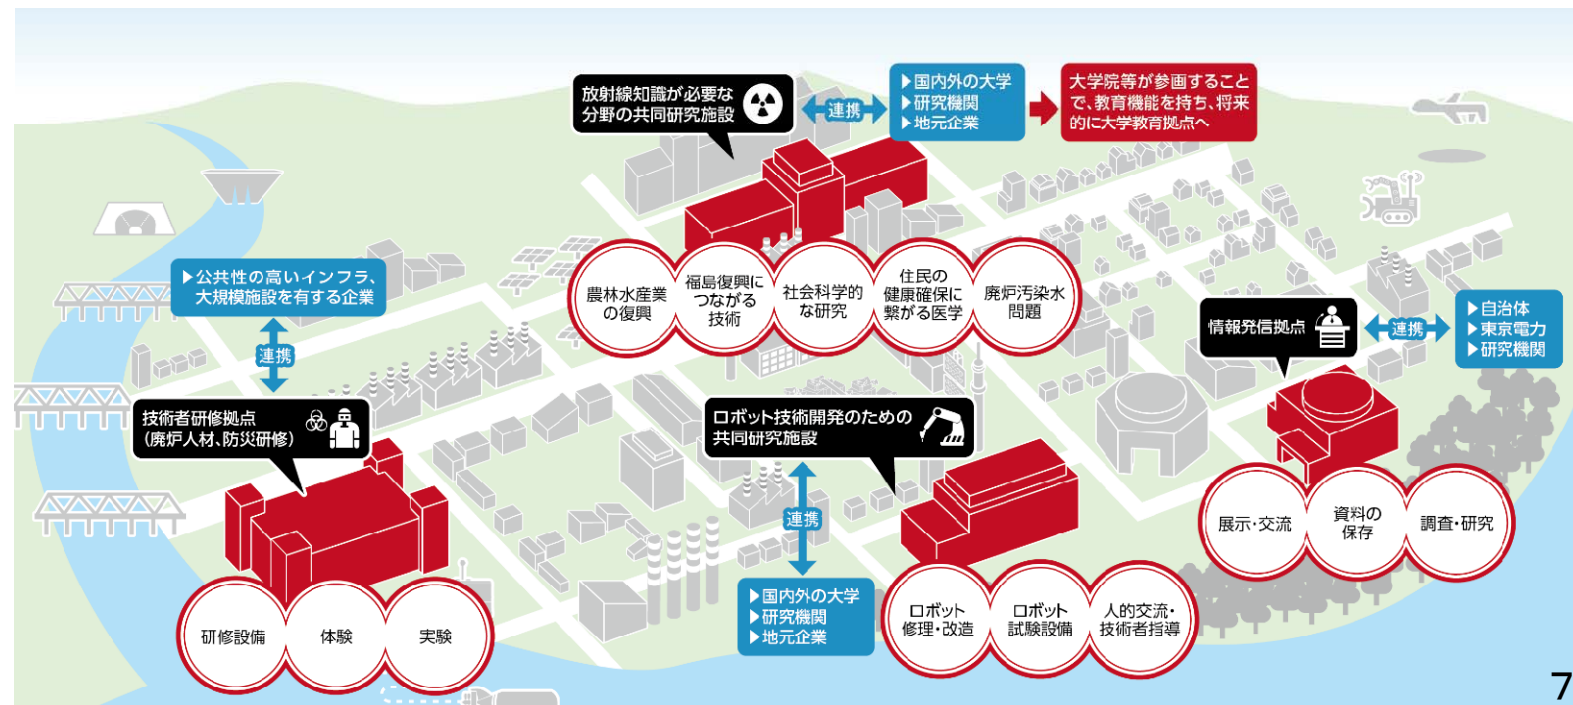 放射線知識が必要な
分野の共同研究施設
連携
▶国内外の大学
▶研究機関
▶地元企業
大学院等が参画すること
で、教育機能を持ち、将来
的に大学教育拠点へ
農林水産業
の復興
福島復興に
つながる
技術
社会科学的
な研究
住民の
健康確保に
繋がる医学
廃炉汚染水
問題
▶公共性の高いインフラ、
大規模施設を有する企業
連携
技術者研修拠点
(廃炉人材、防災研修)
研修設備
体験
実験
ロボット技術開発のための
共同研究施設
連携
▶国内外の大学
▶研究機関
▶地元企業
ロボット
修理・改造
ロボット
試験設備
人的交流・
技術者指導
情報発信拠点
連携
▶自治体
▶東京電力
▶研究機関
展示・交流
資料の
保存
調査・研究
7